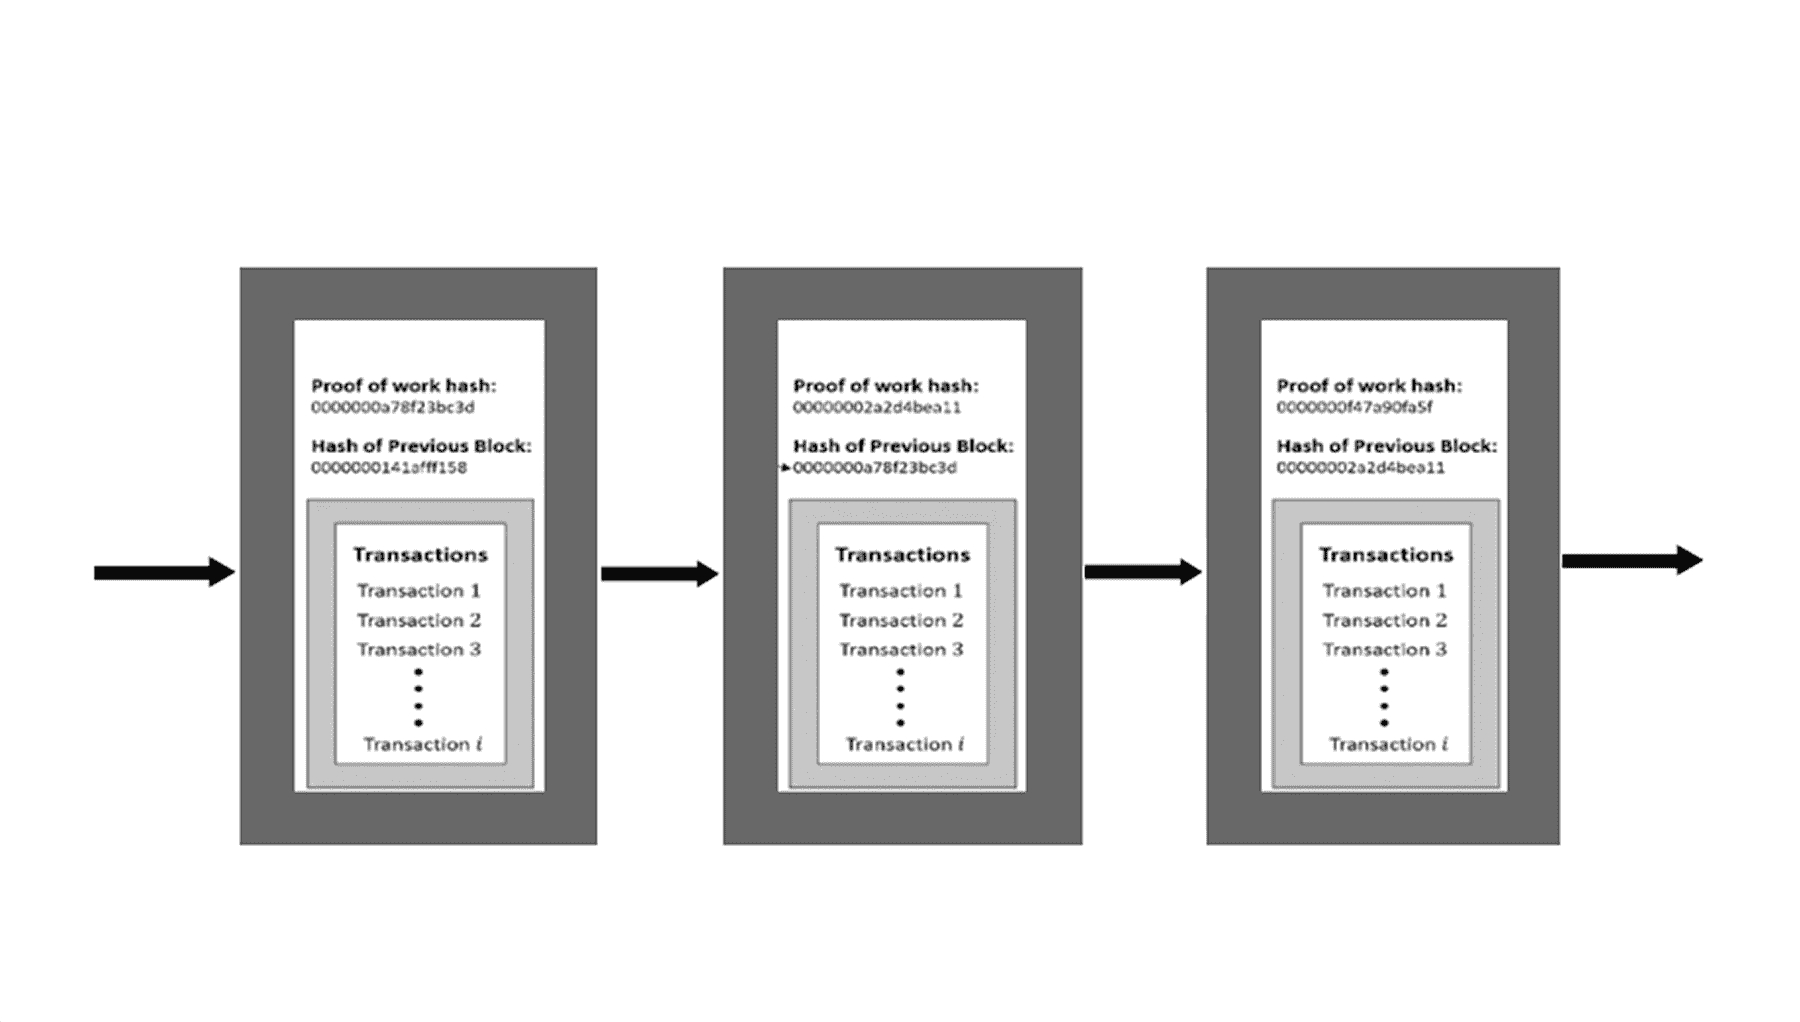 Proof of work hash:
0000000a78f23bc3d
Hash of Previous Block:
0000000141afff158
Transactions
Transaction 1
Transaction 2
Transaction 3
Transaction i
Proof of work hash:
00000002a2d4bea11
Hash of Previous Block:
0000000a78f23bc3d
Transactions
Transaction 1
Transaction 2
Transaction 3
Transaction i
Proof of work hash:
0000000f47a90fa5f
Hash of Previous Block:
00000002a2d4bea11
Transactions
Transaction 1
Transaction 2
Transaction 3
Transaction i